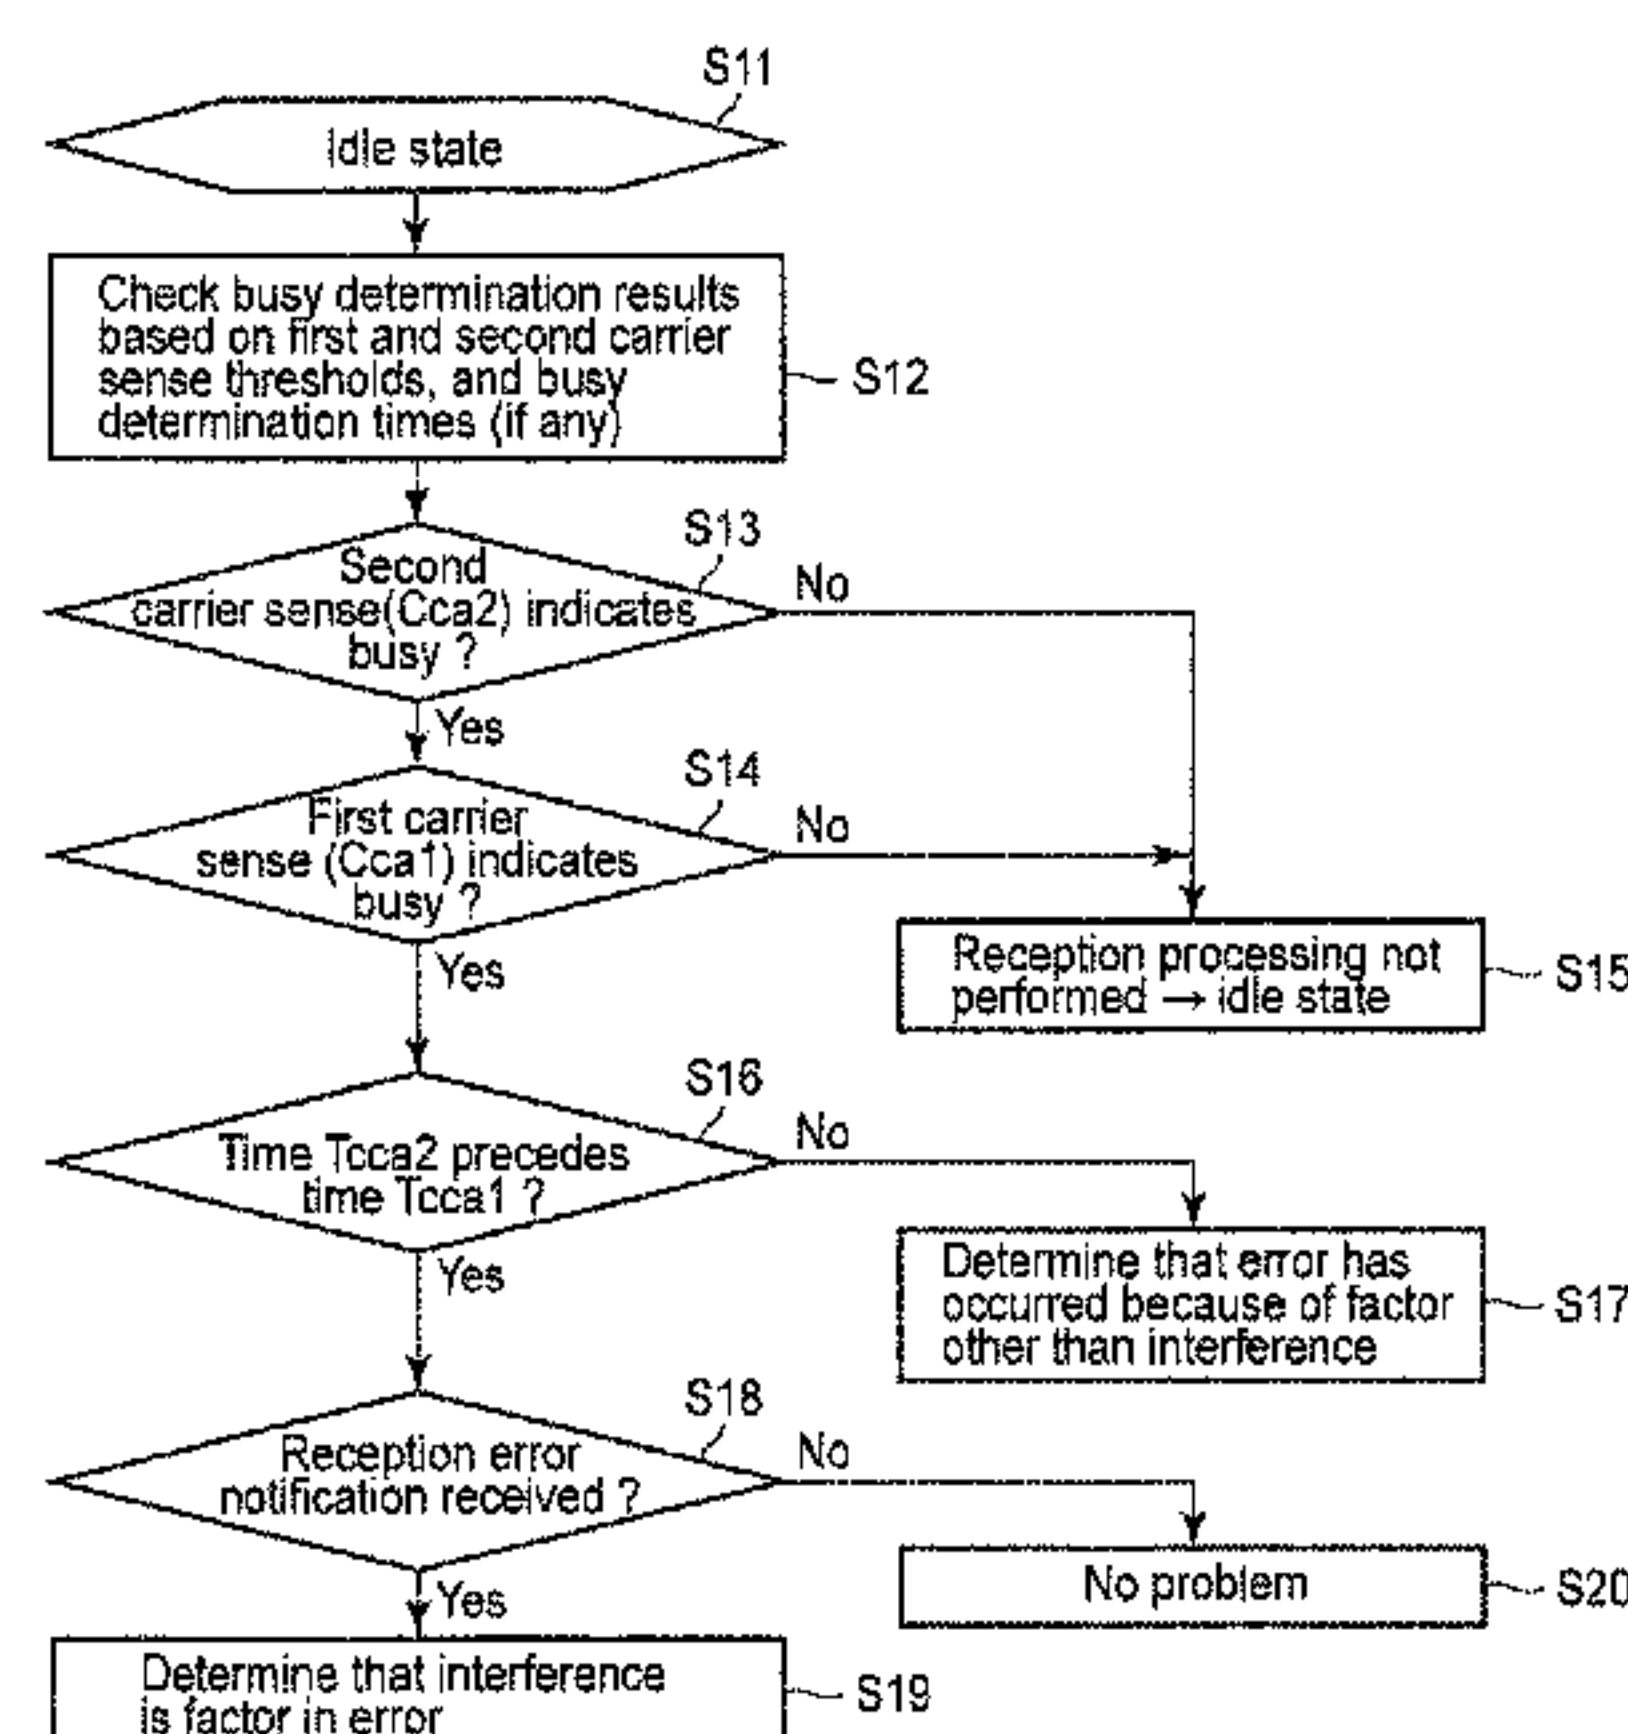 S11
Idle state
Check busy determination results
based on first and second carrier
sense thresholds, and busy
determination times (if any)
S12
S13
Second
carrier sense(Cca2) indicates
busy ?
No
Yes
S14
First carrier
sense (Cca1) indicates
busy ?
No
Yes
Reception processing not
performed → idle state
S15
S16
Time Tcca2 precedes
time Tcca1 ?
No
Yes
Determine that error has
occurred because of factor
other than interference
S17
S18
Reception error
notification received ?
No
Yes
No problem
S20
Determine that interference
is factor in error
S19